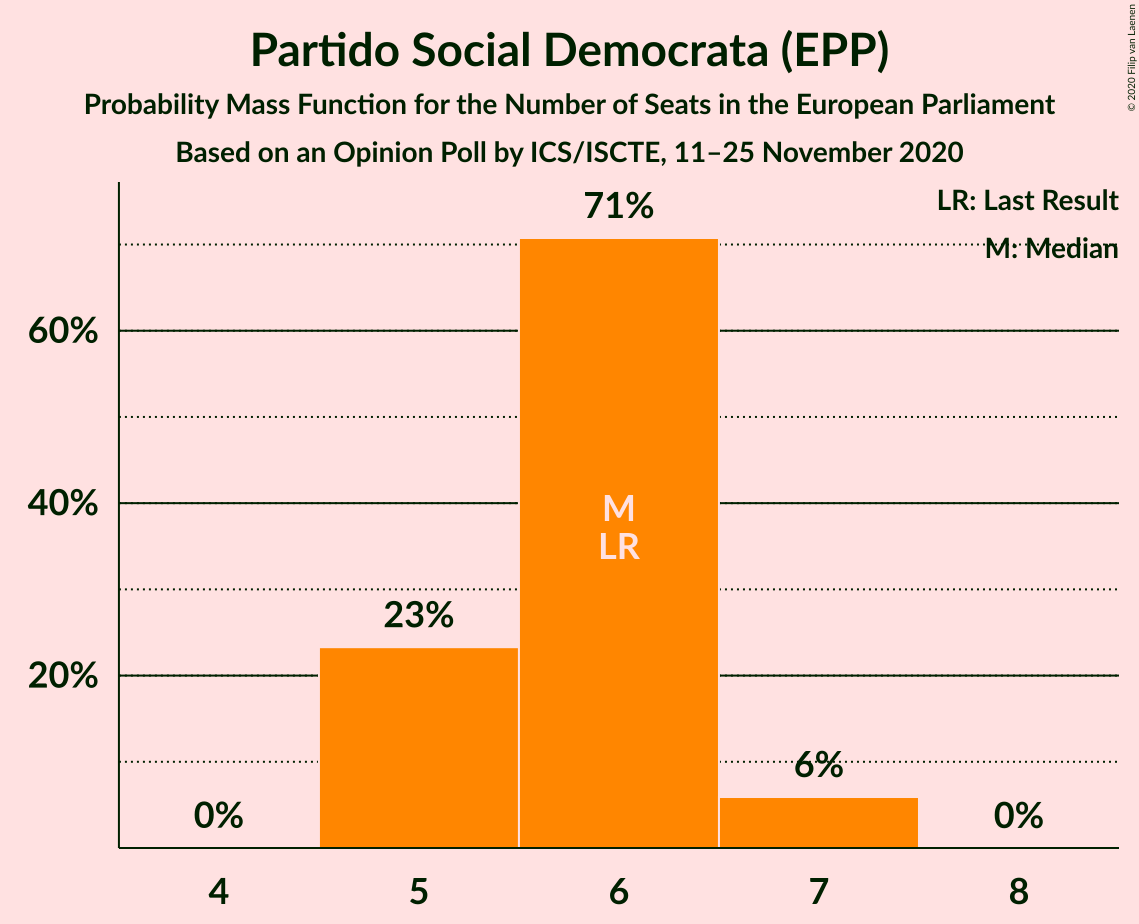 Partido Social Democrata (EPP)
Probability Mass Function for the Number of Seats in the European Parliament
Based on an Opinion Poll by ICS/ISCTE, 11–25 November 2020
© 2020 Filip van Laenen
LR: Last Result
M: Median
71%
60%
40%
M
LR
23%
20%
6%
0%
0%
4
5
6
7
8